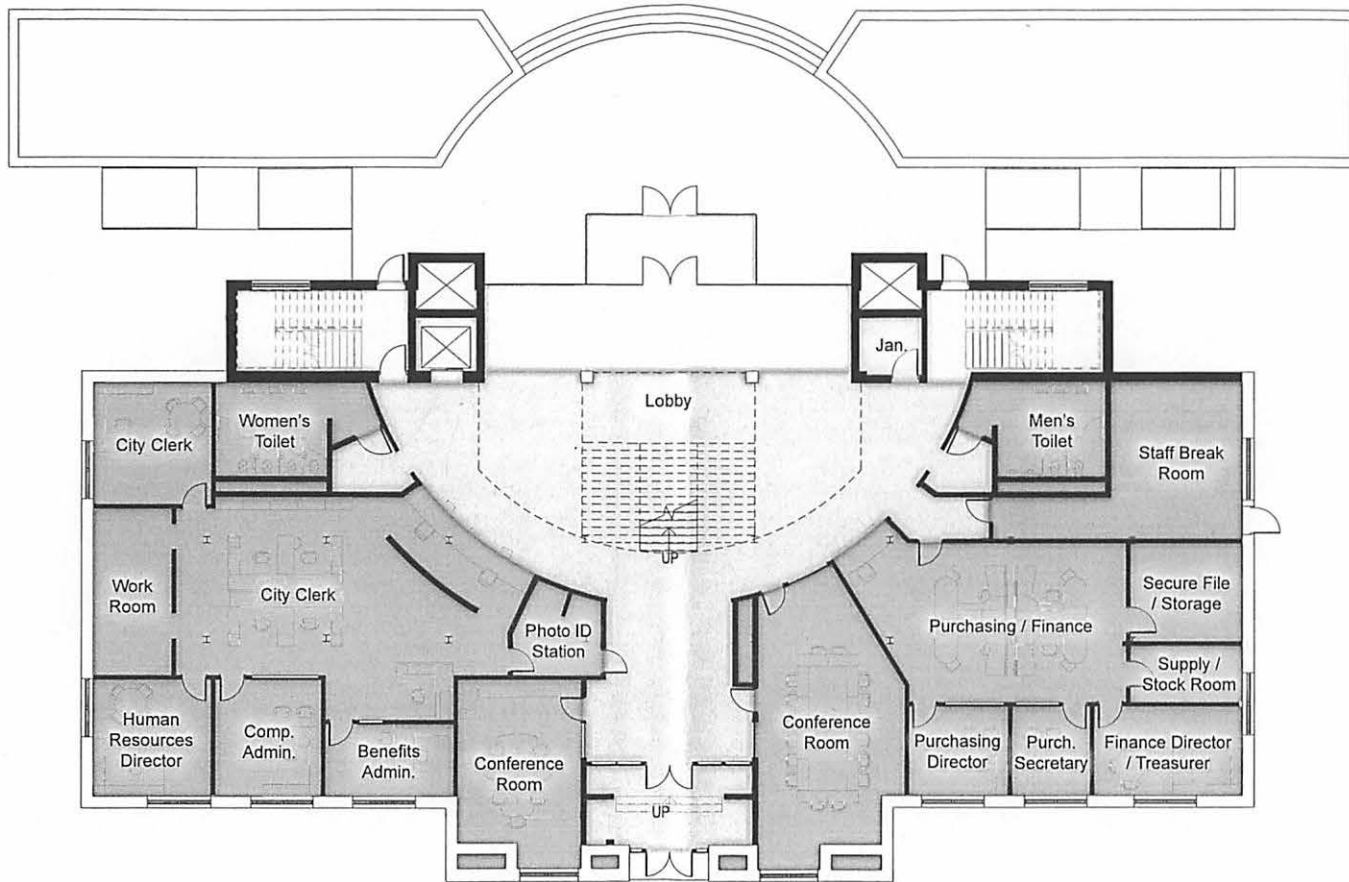 Jan.
Lobby
City Clerk
Women's
Toilet
Men's
Toilet
Staff Break
Room
UP
Work
Room
City Clerk
Photo ID
Station
Purchasing / Finance
Secure File
/ Storage
Supply /
Stock Room
Human
Resources
Director
Comp.
Admin.
Benefits
Admin.
Conference
Room
Conference
Room
Purchasing
Director
Purch.
Secretary
Finance Director
/ Treasurer
UP